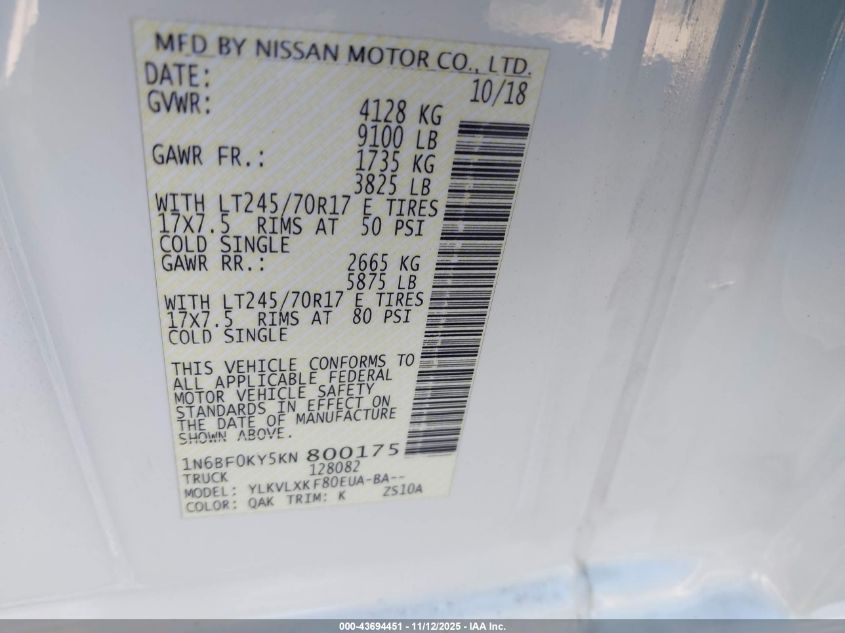 MFD BY NISSAN MOTOR CO., LTD.
DATE: 10/18
GVWR: 4128 KG
9100 LB
GAWR FR.: 1735 KG
3825 LB
WITH LT245/70R17 E TIRES
17X7.5 RIMS AT 50 PSI
COLD SINGLE
GAWR RR.: 2665 KG
5875 LB
WITH LT245/70R17 E TIRES
17X7.5 RIMS AT 80 PSI
COLD SINGLE
THIS VEHICLE CONFORMS TO
ALL APPLICABLE FEDERAL
MOTOR VEHICLE SAFETY
STANDARDS IN EFFECT ON
THE DATE OF MANUFACTURE
SHOWN ABOVE.
1N6BF0KY5KN 800175
TRUCK 128082
MODEL: YLKVLXKF80EUA-BA--
COLOR: QAK TRIM: K ZS10A
000-43694451 - 11/12/2025 - IAA Inc.